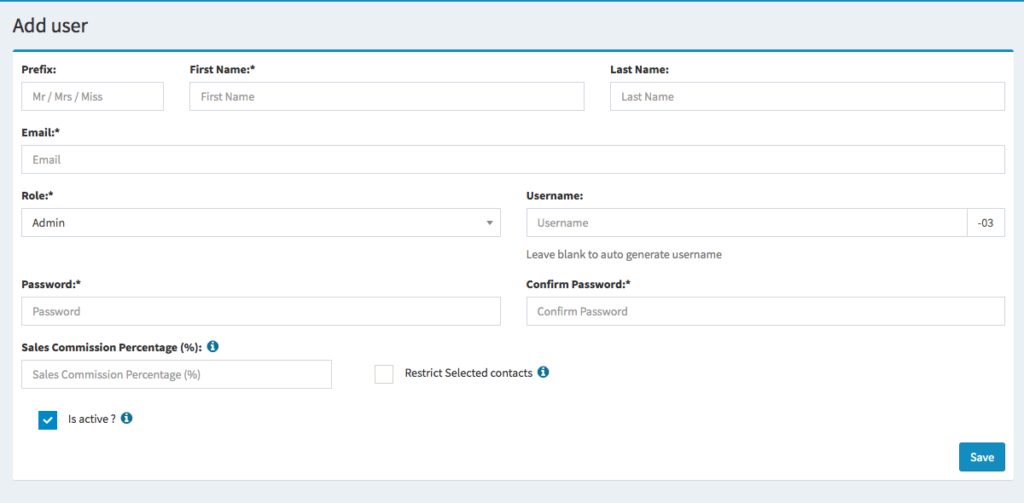 Add user
Prefix: First Name:* Last Name:
Mr / Mrs / Miss First Name Last Name
Email:*
Email
Role:* Username:
Admin Username -03
Leave blank to auto generate username
Password:* Confirm Password:*
Password Confirm Password
Sales Commission Percentage (%):
Sales Commission Percentage (%) Restrict Selected contacts
Is active ?
Save